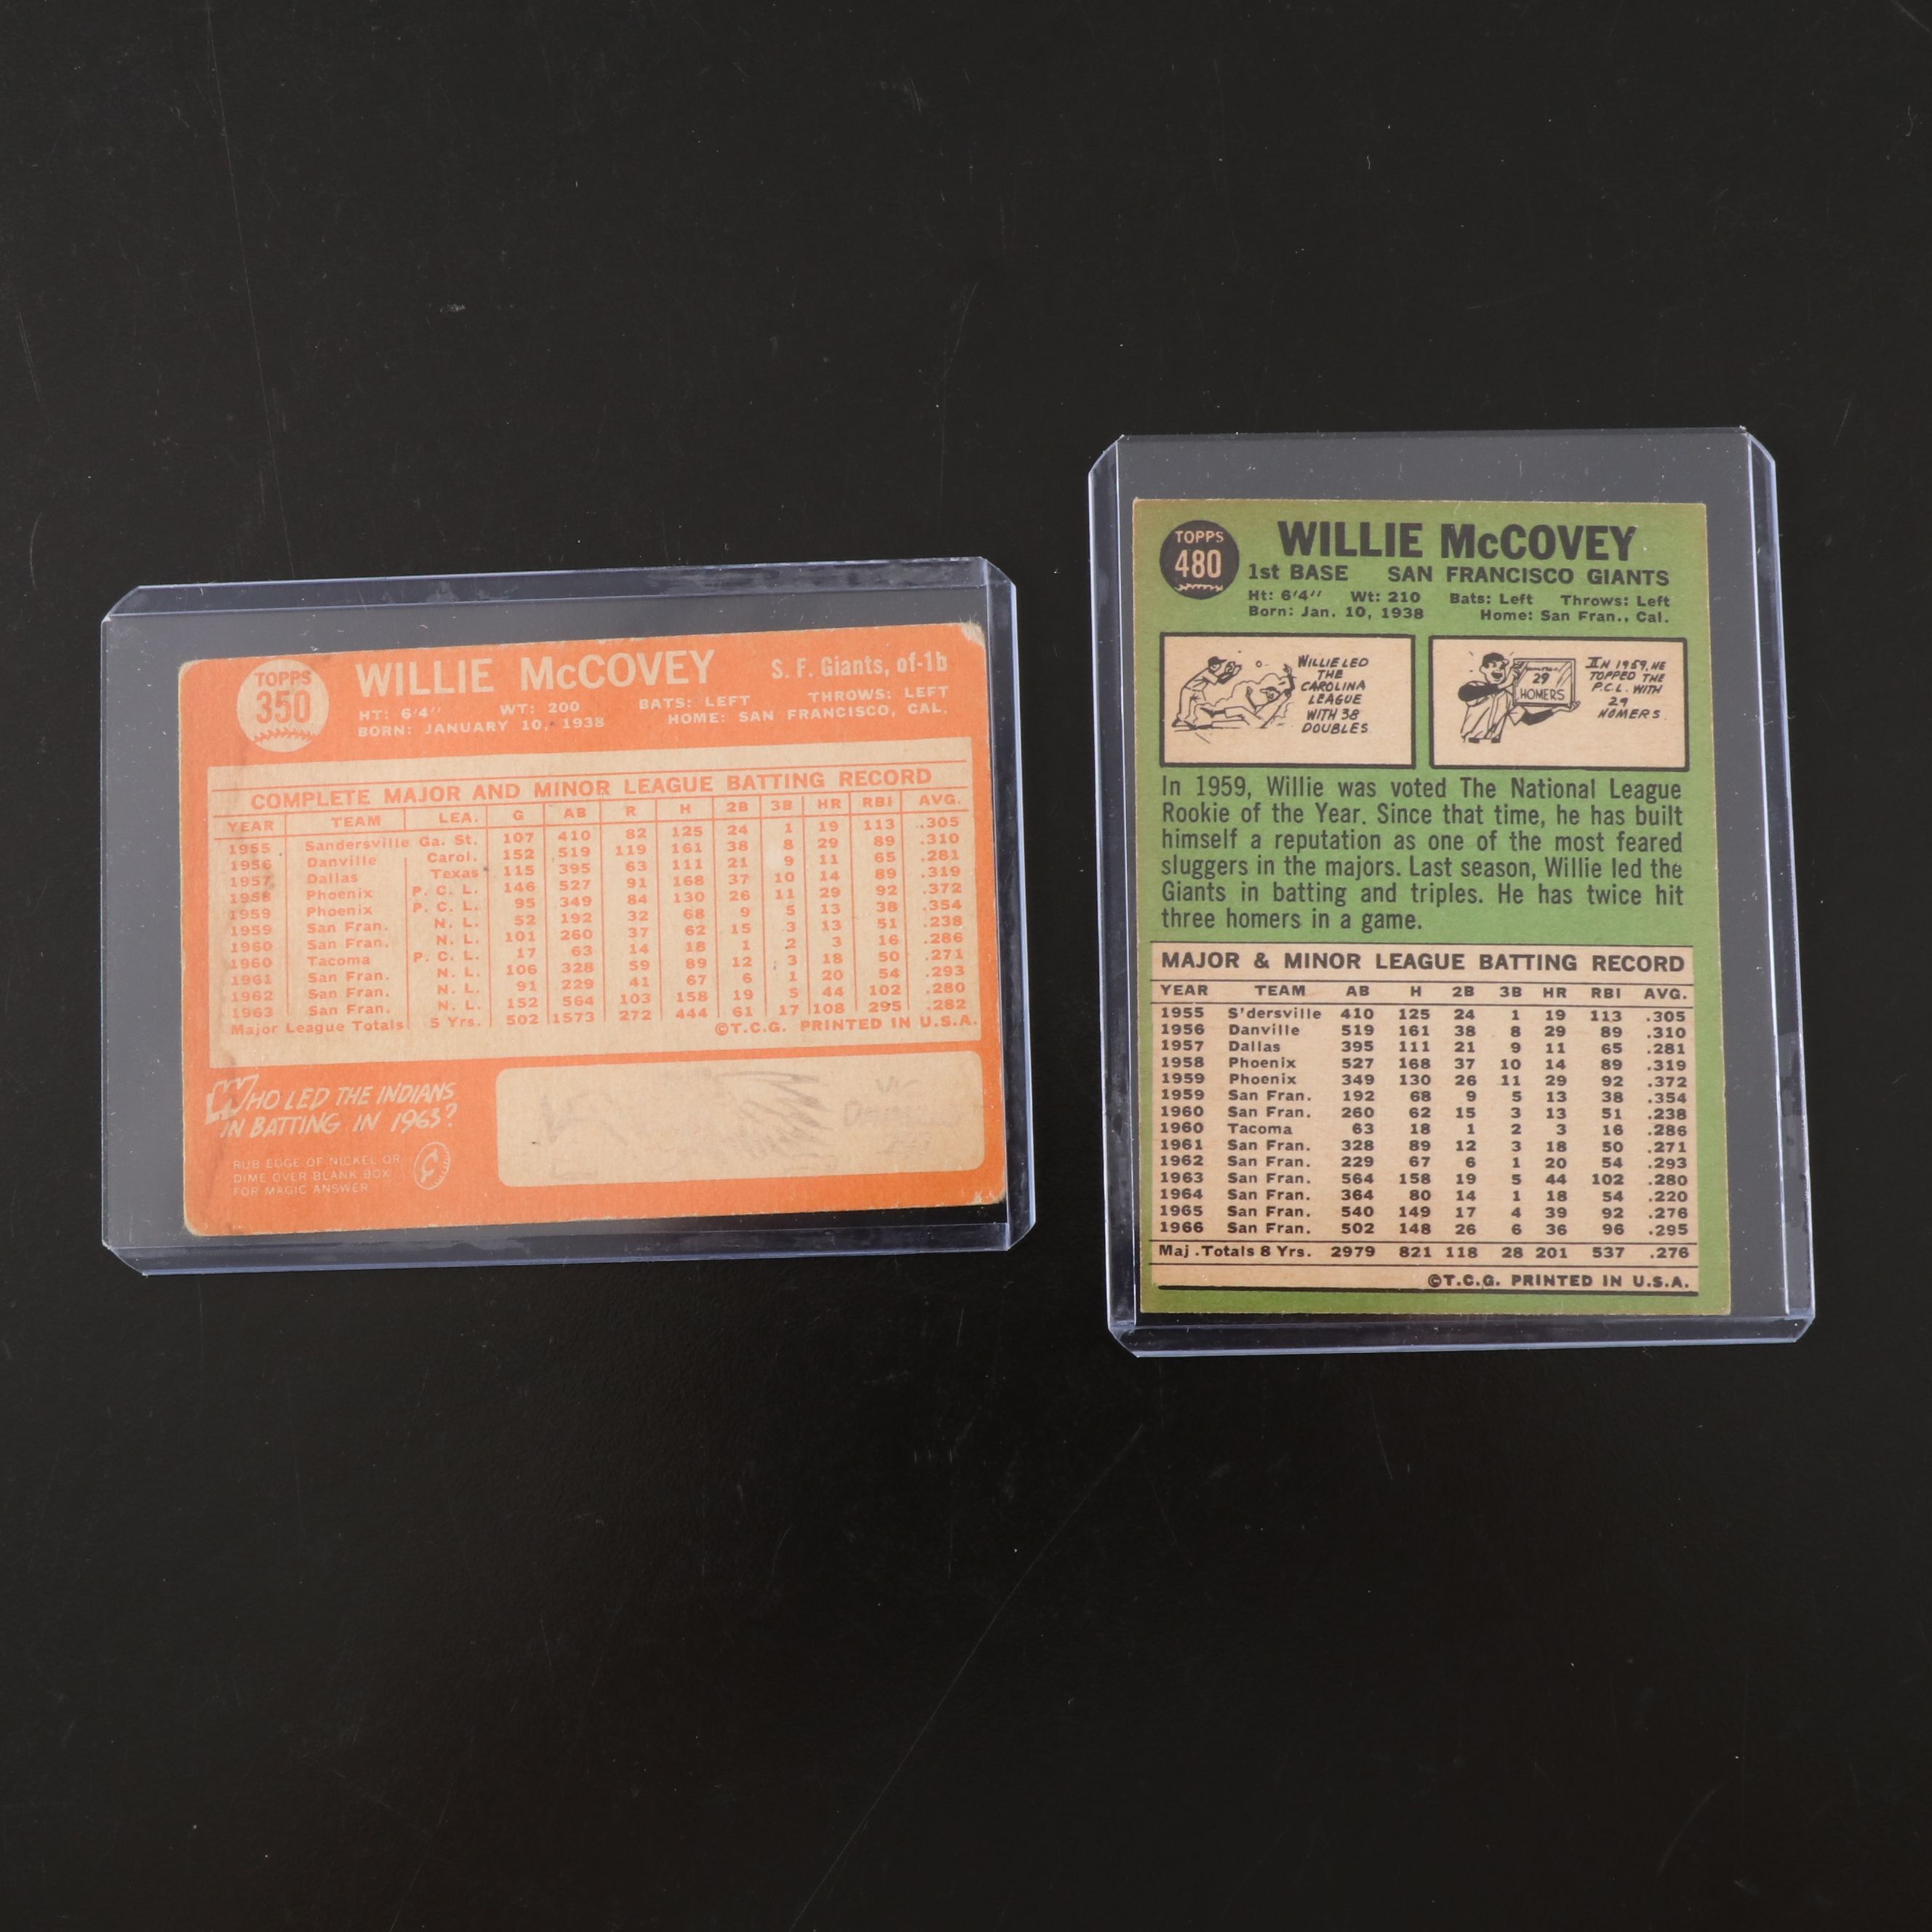 TOPPS
350
WILLIE McCOVEY
S. F. Giants, of-1b
HT: 6'4" WT: 200 BATS: LEFT THROWS: LEFT
BORN: JANUARY 10, 1938 HOME: SAN FRANCISCO, CAL.
COMPLETE MAJOR AND MINOR LEAGUE BATTING RECORD
YEAR TEAM LEA. G AB R H 2B 3B HR RBI AVG.
1955 Sandersville Ga. St. 107 410 82 125 24 1 19 113 .305
1956 Danville Carol. 152 519 119 161 38 8 29 89 .310
1957 Dallas Texas 115 395 63 111 21 9 11 65 .281
1958 Phoenix P. C. L. 146 527 91 168 37 10 14 89 .319
1959 Phoenix P. C. L. 95 349 84 130 26 11 29 92 .372
1959 San Fran. N. L. 52 192 32 68 9 5 13 38 .354
1960 San Fran. N. L. 101 260 37 62 15 3 13 51 .238
1960 Tacoma P. C. L. 17 63 14 18 1 2 3 16 .286
1961 San Fran. N. L. 106 328 59 89 12 3 18 50 .271
1962 San Fran. N. L. 91 229 41 67 6 1 20 54 .293
1963 San Fran. N. L. 152 564 103 158 19 5 44 102 .280
Major League Totals 5 Yrs. 502 1573 272 444 61 17 108 295 .282
©T.C.G. PRINTED IN U.S.A.
WHO LED THE INDIANS
IN BATTING IN 1963?
RUB EDGE OF NICKEL OR
DIME OVER BLANK BOX
FOR MAGIC ANSWER
TOPPS
480
WILLIE McCOVEY
1st BASE SAN FRANCISCO GIANTS
Ht: 6'4" Wt: 210 Bats: Left Throws: Left
Born: Jan. 10, 1938 Home: San Fran., Cal.
WILLIE LED
THE
CAROLINA
LEAGUE
WITH 38
DOUBLES
29
HOMERS
IN 1959, HE
TOPPED THE
P.C.L. WITH
29
HOMERS.
In 1959, Willie was voted The National League
Rookie of the Year. Since that time, he has built
himself a reputation as one of the most feared
sluggers in the majors. Last season, Willie led the
Giants in batting and triples. He has twice hit
three homers in a game.
MAJOR & MINOR LEAGUE BATTING RECORD
YEAR TEAM AB H 2B 3B HR RBI AVG.
1955 S'dersville 410 125 24 1 19 113 .305
1956 Danville 519 161 38 8 29 89 .310
1957 Dallas 395 111 21 9 11 65 .281
1958 Phoenix 527 168 37 10 14 89 .319
1959 Phoenix 349 130 26 11 29 92 .372
1959 San Fran. 192 68 9 5 13 38 .354
1960 San Fran. 260 62 15 3 13 51 .238
1960 Tacoma 63 18 1 2 3 16 .286
1961 San Fran. 328 89 12 3 18 50 .271
1962 San Fran. 229 67 6 1 20 54 .293
1963 San Fran. 564 158 19 5 44 102 .280
1964 San Fran. 364 80 14 1 18 54 .220
1965 San Fran. 540 149 17 4 39 92 .276
1966 San Fran. 502 148 26 6 36 96 .295
Maj. Totals 8 Yrs. 2979 821 118 28 201 537 .276
©T.C.G. PRINTED IN U.S.A.